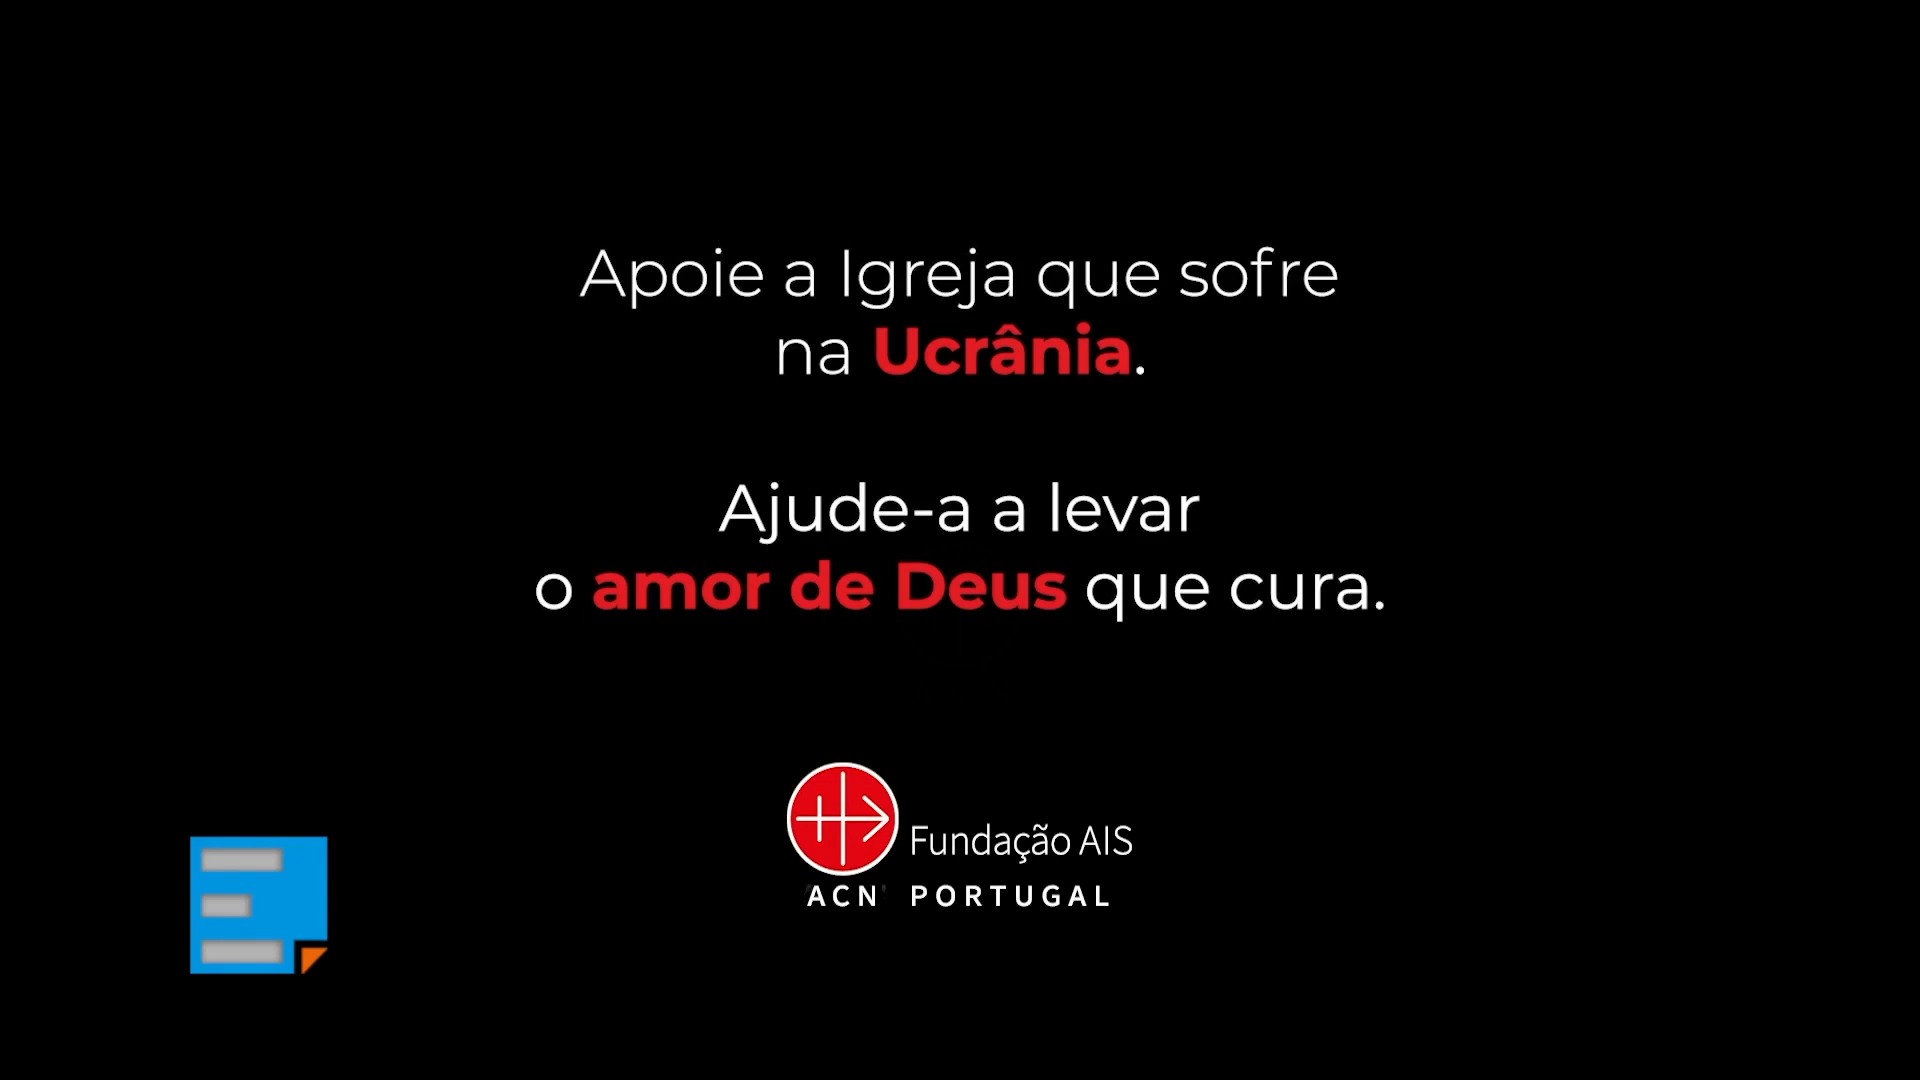 Apoie a Igreja que sofre
na Ucrânia.
Ajude-a a levar
o amor de Deus que cura.
Fundação AIS
ACN PORTUGAL